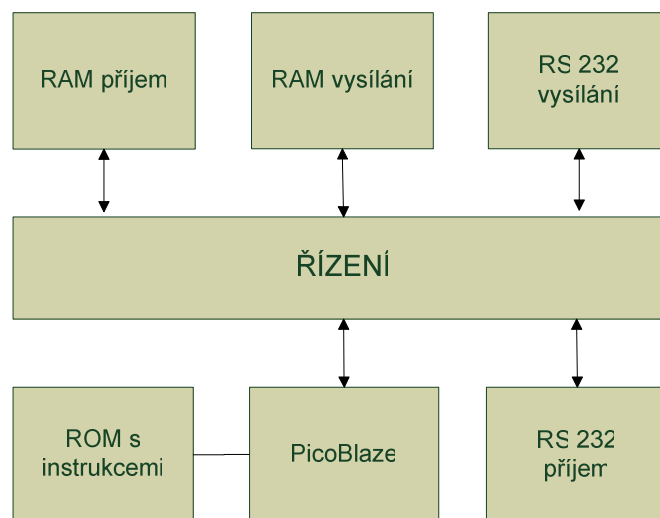 RAM příjem
RAM vysílání
RS 232
vysílání
ŘÍZENÍ
ROM s
instrukcemi
PicoBlaze
RS 232
příjem